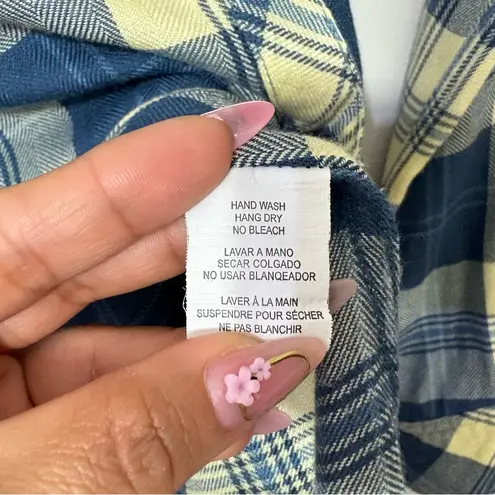 HAND WASH
HANG DRY
NO BLEACH
LAVAR A MANO
SECAR COLGADO
NO USAR BLANQEADOR
LAVER À LA MAIN
SUSPENDRE POUR SÉCHER
NE PAS BLANCHIR